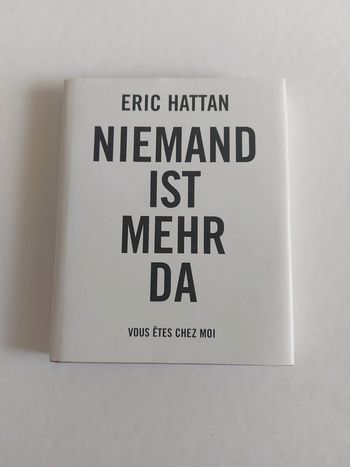 ERIC HATTAN
NIEMAND
IST
MEHR
DA
VOUS ÊTES CHEZ MOI